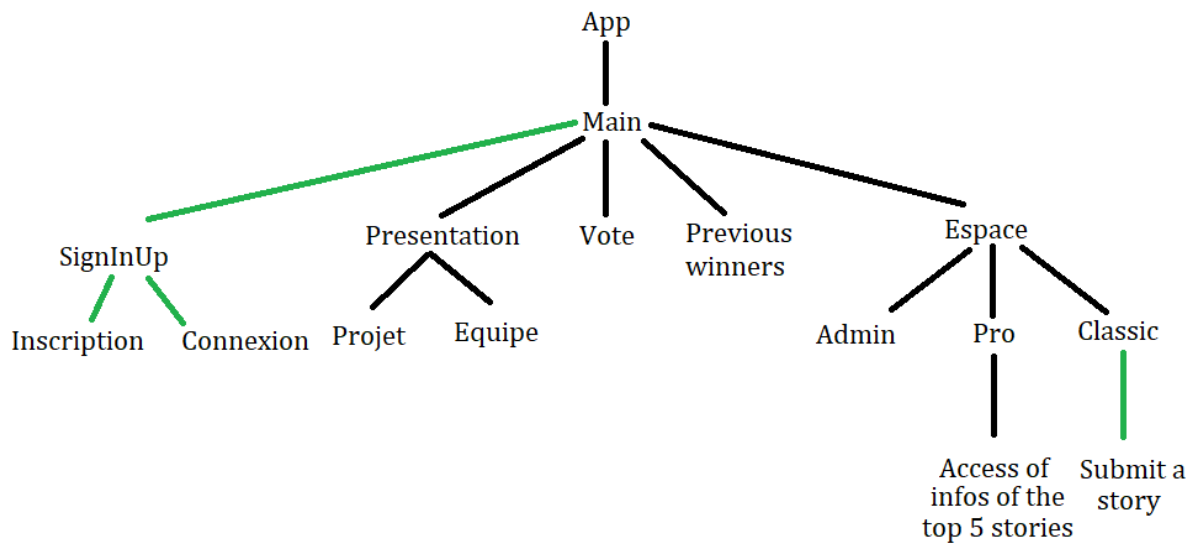 App
Main
SignInUp
Presentation
Vote
Previous
winners
Espace
Inscription
Connexion
Projet
Equipe
Admin
Pro
Classic
Access of
infos of the
top 5 stories
Submit a
story